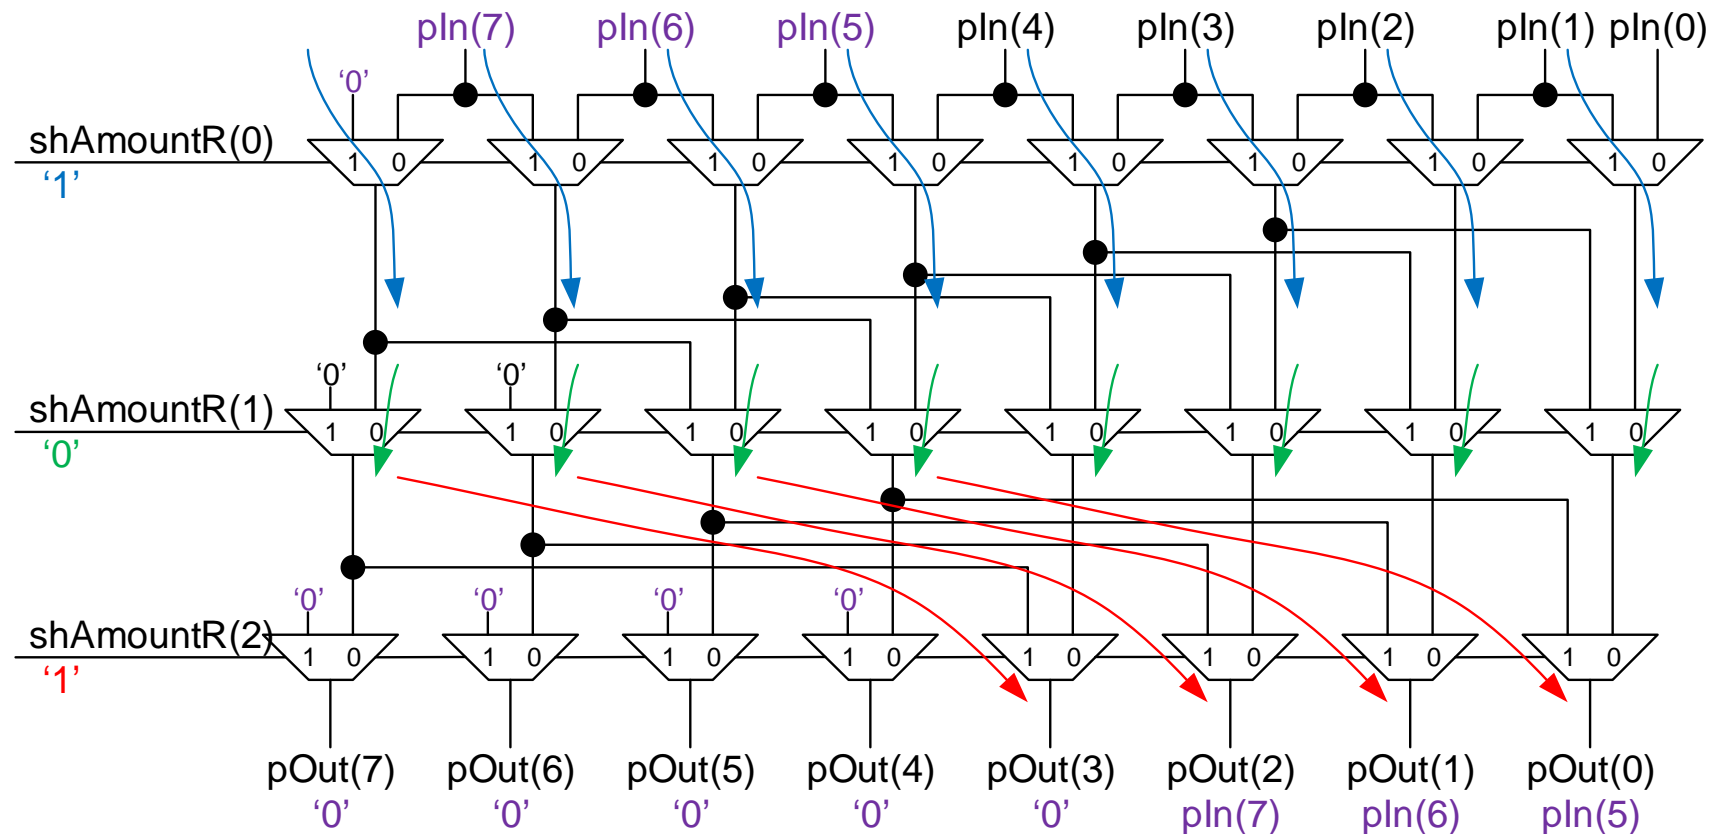 pIn(7) pIn(6) pIn(5) pIn(4) pIn(3) pIn(2) pIn(1) pIn(0)
‘0’
shAmountR(0) 1 0 1 0 1 0 1 0 1 0 1 0 1 0 1 0
‘1’
‘0’ ‘0’
shAmountR(1) 1 0 1 0 1 0 1 0 1 0 1 0 1 0 1 0
‘0’
‘0’ ‘0’ ‘0’ ‘0’
shAmountR(2) 1 0 1 0 1 0 1 0 1 0 1 0 1 0 1 0
‘1’
pOut(7) pOut(6) pOut(5) pOut(4) pOut(3) pOut(2) pOut(1) pOut(0)
‘0’ ‘0’ ‘0’ ‘0’ ‘0’ pIn(7) pIn(6) pIn(5)